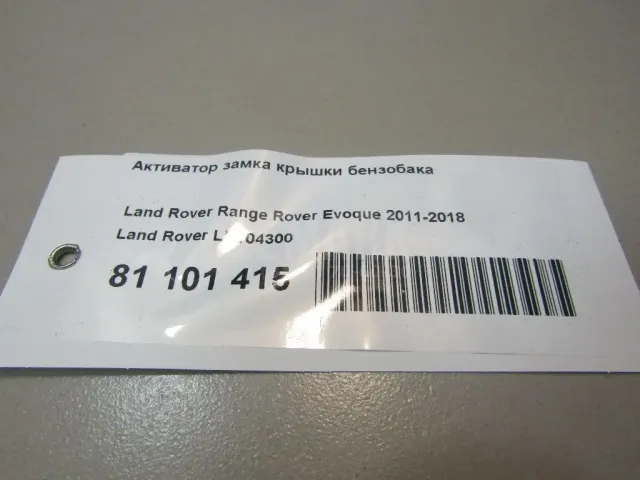 Активатор замка крышки бензобака
Land Rover Range Rover Evoque 2011-2018
Land Rover
81 101 415